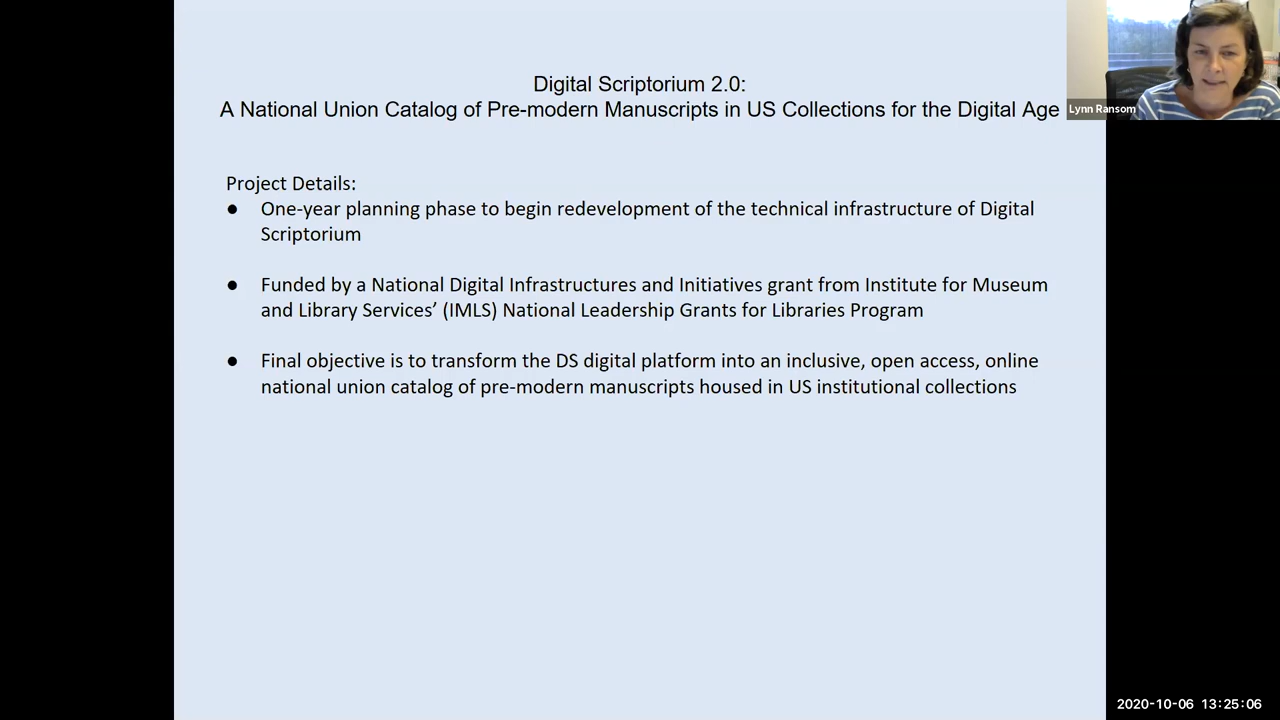 Digital Scriptorium 2.0:
A National Union Catalog of Pre-modern Manuscripts in US Collections for the Digital Age
Lynn Ransom
Project Details:
● One-year planning phase to begin redevelopment of the technical infrastructure of Digital
Scriptorium
● Funded by a National Digital Infrastructures and Initiatives grant from Institute for Museum
and Library Services’ (IMLS) National Leadership Grants for Libraries Program
● Final objective is to transform the DS digital platform into an inclusive, open access, online
national union catalog of pre-modern manuscripts housed in US institutional collections
2020-10-06 13:25:06